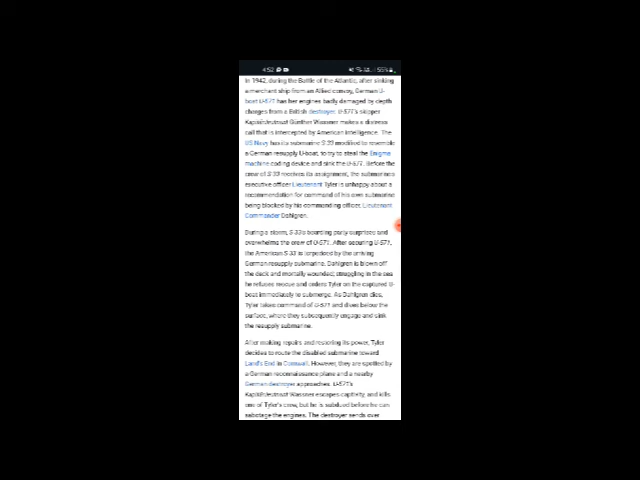 4:52
55%
In 1942, during the Battle of the Atlantic, after sinking
a merchant ship from an Allied convoy, German U-
boat U-571 has her engines badly damaged by depth
charges from a British destroyer. U-571's skipper
Kapitänleutnant Günther Wassner makes a distress
call that is intercepted by American intelligence. The
US Navy has its submarine S-33 modified to resemble
a German resupply U-boat, to try to steal the Enigma
machine coding device and sink the U-571. Before the
crew of S-33 receives its assignment, the submarine's
executive officer Lieutenant Tyler is unhappy about a
recommendation for command of his own submarine
being blocked by his commanding officer, Lieutenant
Commander Dahlgren.
During a storm, S-33's boarding party surprises and
overwhelms the crew of U-571. After securing U-571,
the American S-33 is torpedoed by the arriving
German resupply submarine. Dahlgren is blown off
the deck and mortally wounded; struggling in the sea
he refuses rescue and orders Tyler on the captured U-
boat immediately to submerge. As Dahlgren dies,
Tyler takes command of U-571 and dives below the
surface, where they subsequently engage and sink
the resupply submarine.
After making repairs and restoring its power, Tyler
decides to route the disabled submarine toward
Land's End in Cornwall. However, they are spotted by
a German reconnaissance plane and a nearby
German destroyer approaches. U-571's
Kapitänleutnant Wassner escapes captivity, and kills
one of Tyler's crew, but he is subdued before he can
sabotage the engines. The destroyer sends over